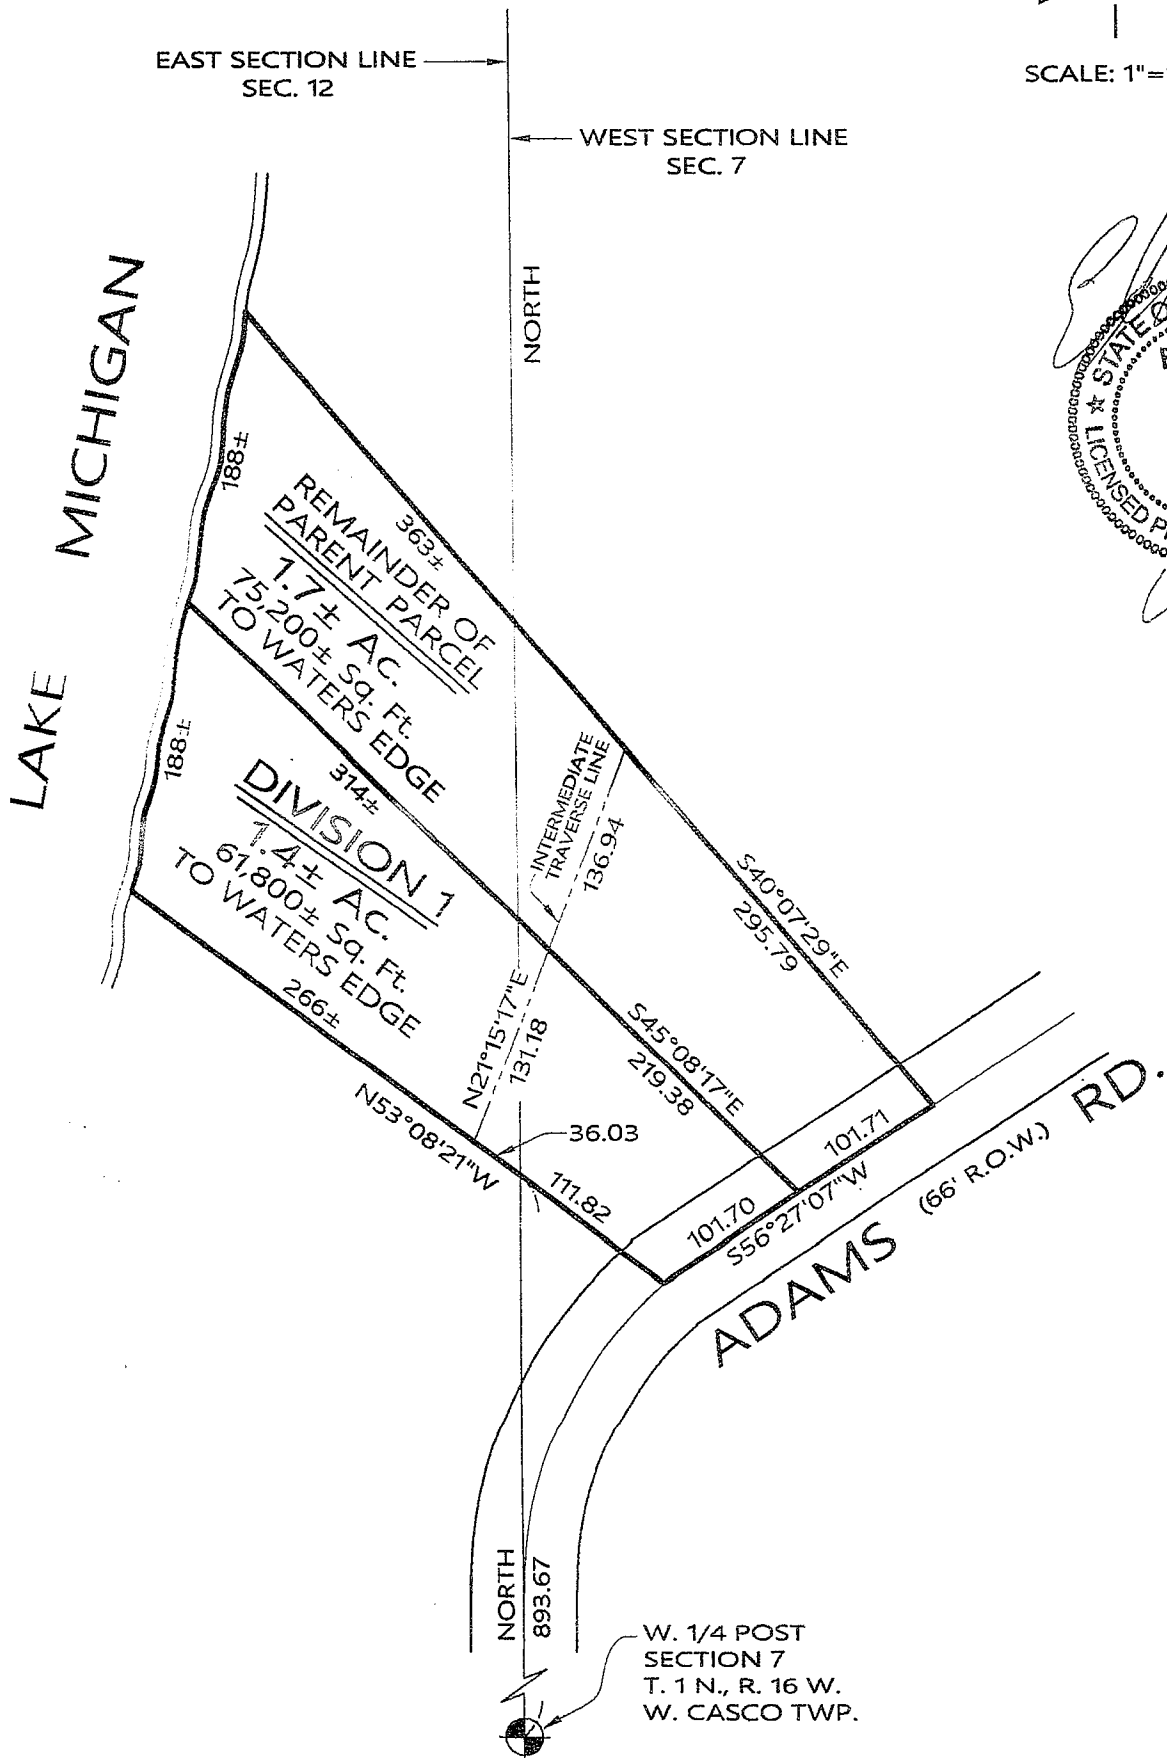 EAST SECTION LINE
SEC. 12
SCALE: 1"=
WEST SECTION LINE
SEC. 7
NORTH
LAKE MICHIGAN
STATE
LICENSED
188±
363±
REMAINDER OF
PARENT PARCEL
1.7± AC.
75,200± Sq. Ft.
TO WATERS EDGE
188±
314±
DIVISION 1
1.4± AC.
61,800± Sq. Ft.
TO WATERS EDGE
INTERMEDIATE
TRAVERSE LINE
136.94
S40°07'29"E
295.79
266±
N21°15'17"E
131.18
S45°08'17"E
219.38
N53°08'21"W
36.03
111.82
101.71
101.70
S56°27'07"W
ADAMS (66' R.O.W.) RD.
NORTH
893.67
W. 1/4 POST
SECTION 7
T. 1 N., R. 16 W.
W. CASCO TWP.